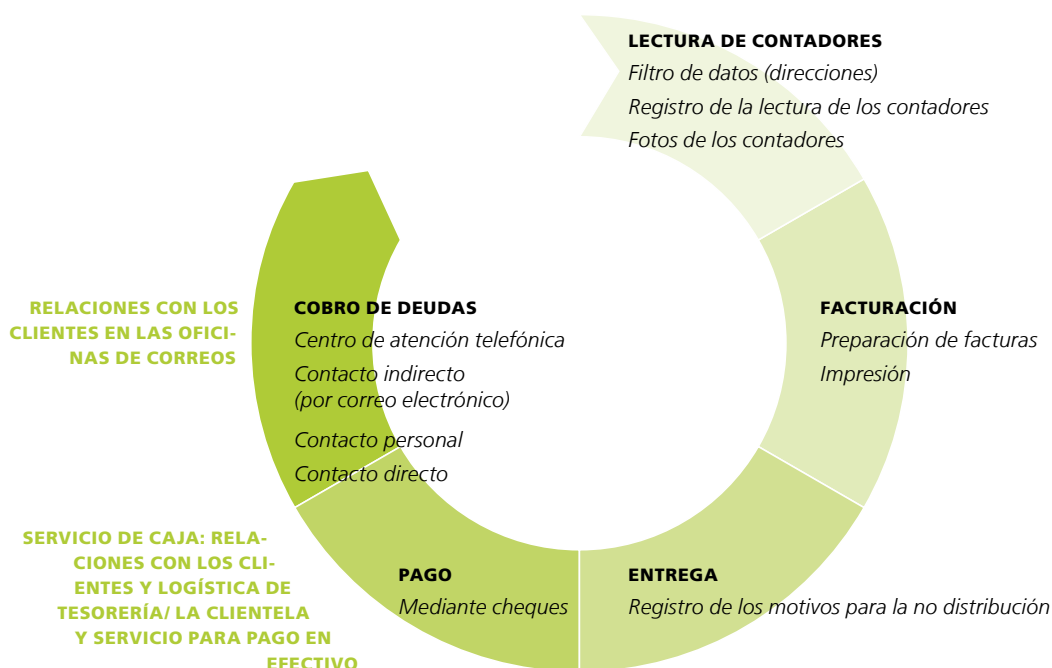 LECTURA DE CONTADORES
Filtro de datos (direcciones)
Registro de la lectura de los contadores
Fotos de los contadores
RELACIONES CON LOS
CLIENTES EN LAS OFICI-
NAS DE CORREOS
COBRO DE DEUDAS
Centro de atención telefónica
Contacto indirecto
(por correo electrónico)
Contacto personal
Contacto directo
FACTURACIÓN
Preparación de facturas
Impresión
SERVICIO DE CAJA: RELA-
CIONES CON LOS CLI-
ENTES Y LOGÍSTICA DE
TESORERÍA/ LA CLIENTELA
Y SERVICIO PARA PAGO EN
EFECTIVO
PAGO
Mediante cheques
ENTREGA
Registro de los motivos para la no distribución